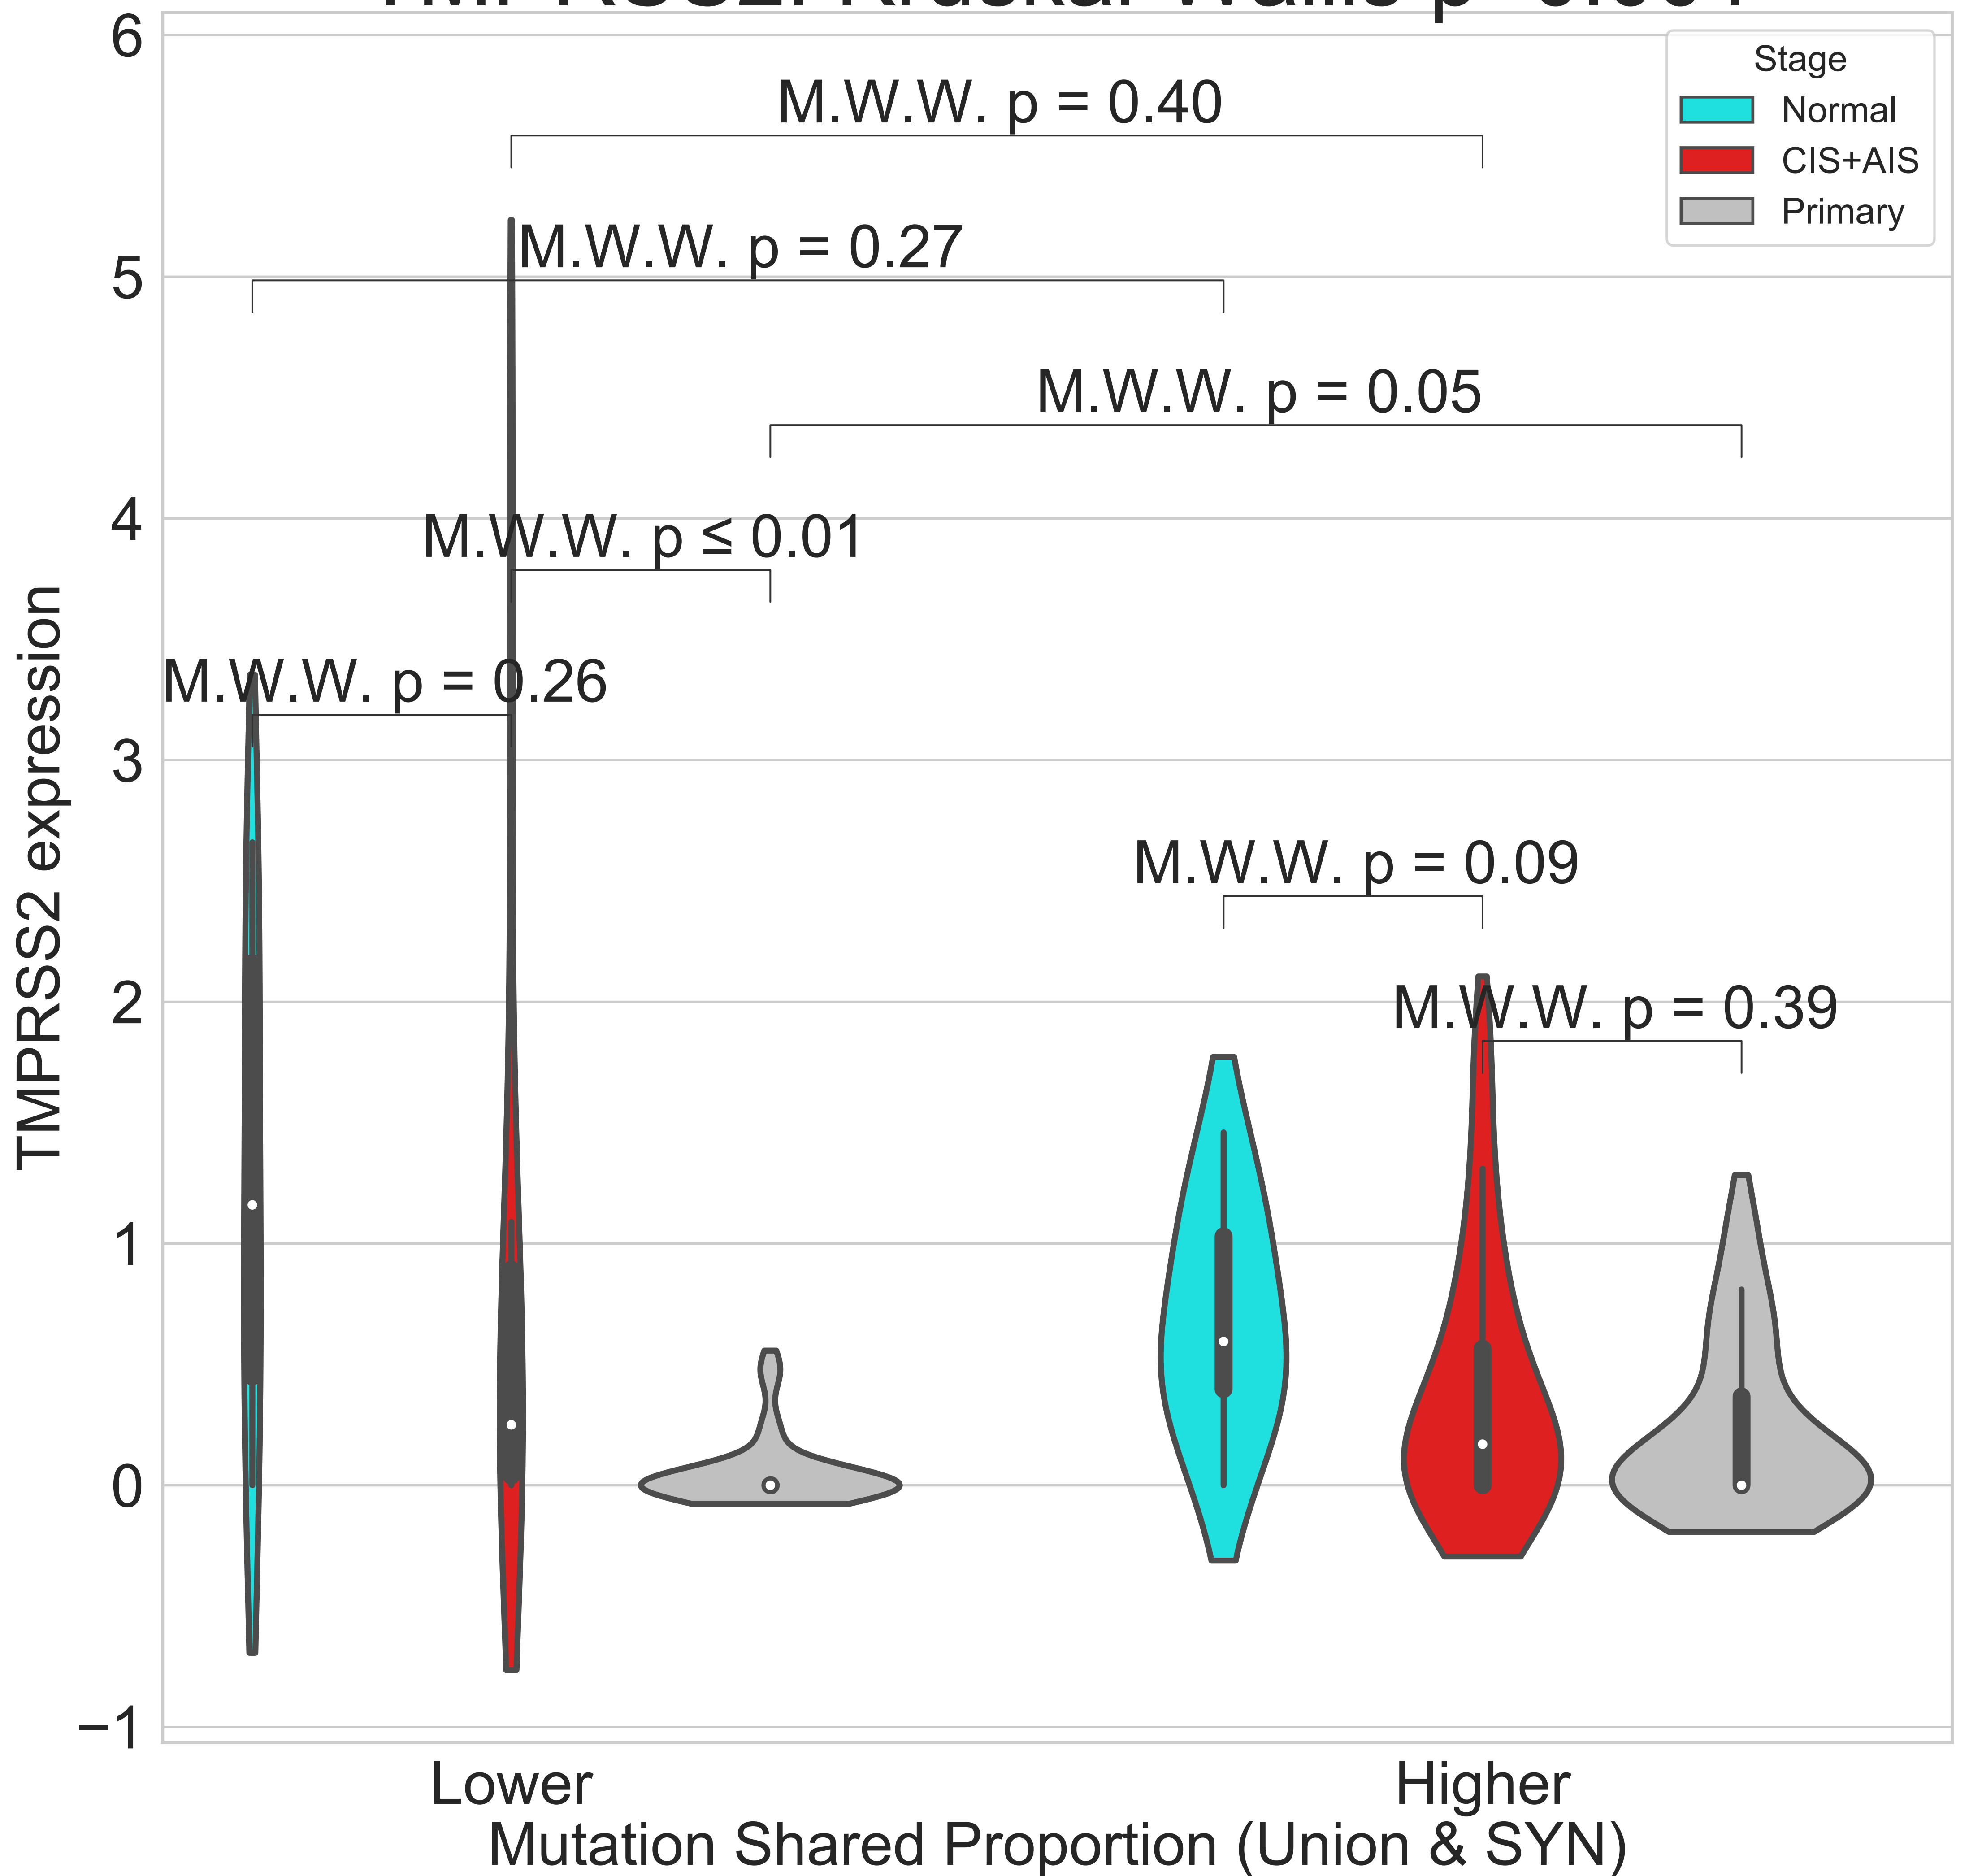 6
Stage
Normal
CIS+AIS
Primary
M.W.W. p = 0.40
M.W.W. p = 0.27
5
M.W.W. p = 0.05
4
M.W.W. p ≤ 0.01
M.W.W. p = 0.26
3
M.W.W. p = 0.09
2
M.W.W. p = 0.39
1
0
−1
TMPRSS2 expression
Lower
Higher
Mutation Shared Proportion (Union & SYN)